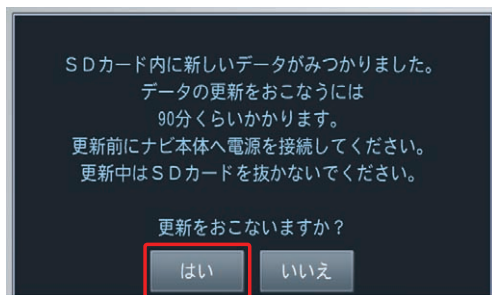 ＳＤカード内に新しいデータがみつかりました。
データの更新をおこなうには
90分くらいかかります。
更新前にナビ本体へ電源を接続してください。
更新中はＳＤカードを抜かないでください。
更新をおこないますか？
はい いいえ